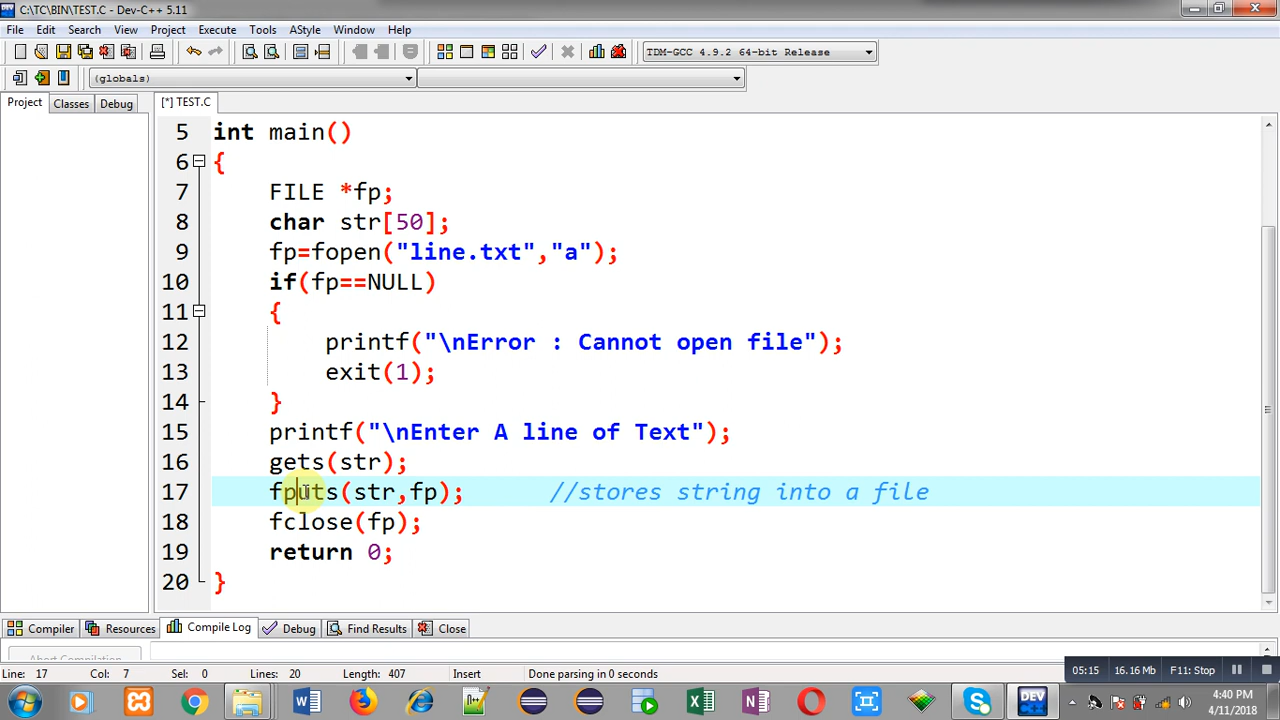 C:\TC\BIN\TEST.C - Dev-C++ 5.11
File Edit Search View Project Execute Tools AStyle Window Help
TDM-GCC 4.9.2 64-bit Release
(globals)
Project Classes Debug [*] TEST.C
5 int main()
6 {
7 FILE *fp;
8 char str[50];
9 fp=fopen("line.txt","a");
10 if(fp==NULL)
11 {
12 printf("\nError : Cannot open file");
13 exit(1);
14 }
15 printf("\nEnter A line of Text");
16 gets(str);
17 fputs(str,fp); //stores string into a file
18 fclose(fp);
19 return 0;
20 }
Compiler Resources Compile Log Debug Find Results Close
Abort Compilation
Line: 17 Col: 7 Sel: 0 Lines: 20 Length: 407 Insert Done parsing in 0 seconds
05:15 16.16 Mb F11: Stop
4:40 PM
4/11/2018